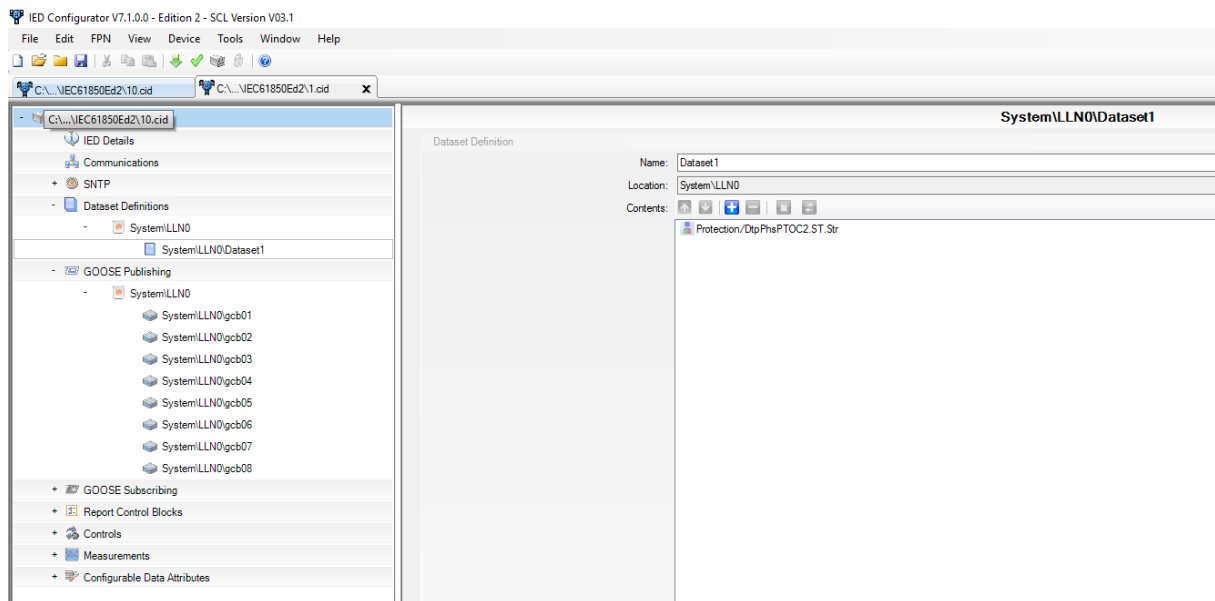 IED Configurator V7.1.0.0 - Edition 2 - SCL Version V03.1
File Edit FPN View Device Tools Window Help
C:\...\IEC61850Ed2\10.cid C:\...\IEC61850Ed2\1.cid x
C:\...\IEC61850Ed2\10.cid
System\LLN0\Dataset1
IED Details
Dataset Definition
Communications
Name: Dataset1
SNTP
Location: System\LLN0
Dataset Definitions
Contents:
System\LLN0
Protection/DtpPhsPTOC2.ST.Str
System\LLN0\Dataset1
GOOSE Publishing
System\LLN0
System\LLN0\gcb01
System\LLN0\gcb02
System\LLN0\gcb03
System\LLN0\gcb04
System\LLN0\gcb05
System\LLN0\gcb06
System\LLN0\gcb07
System\LLN0\gcb08
GOOSE Subscribing
Report Control Blocks
Controls
Measurements
Configurable Data Attributes